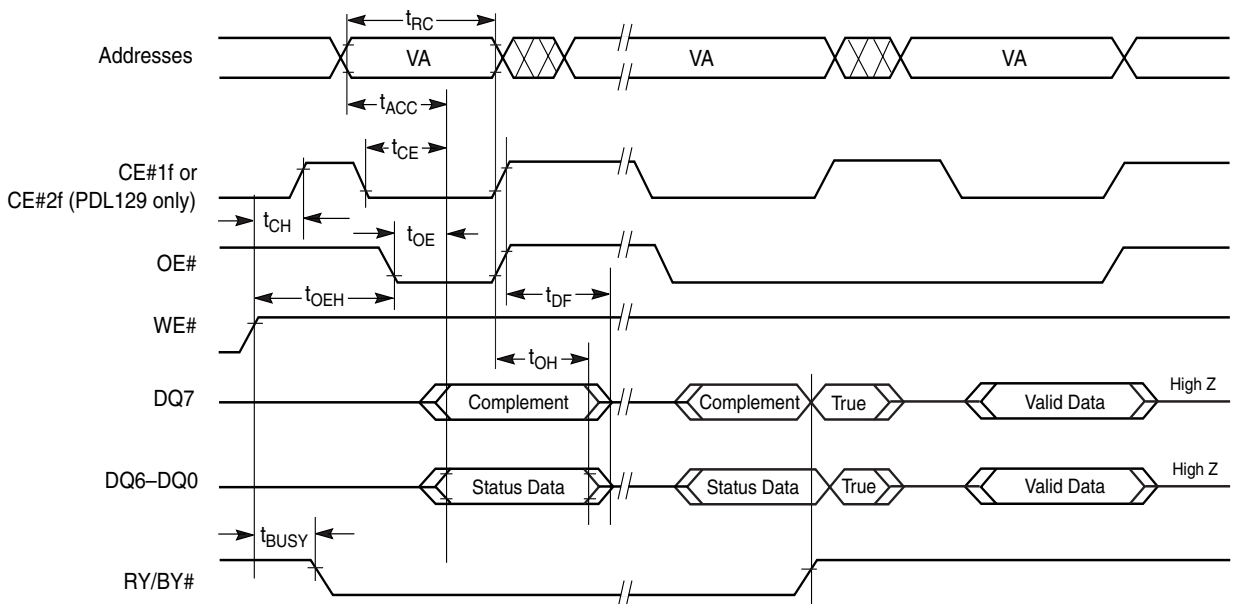 tRC
Addresses VA VA VA
tACC
tCE
CE#1f or
CE#2f (PDL129 only)
tCH
tOE
OE#
tOEH
tDF
WE#
tOH
DQ7 Complement Complement True Valid Data High Z
DQ6–DQ0 Status Data Status Data True Valid Data High Z
tBUSY
RY/BY#